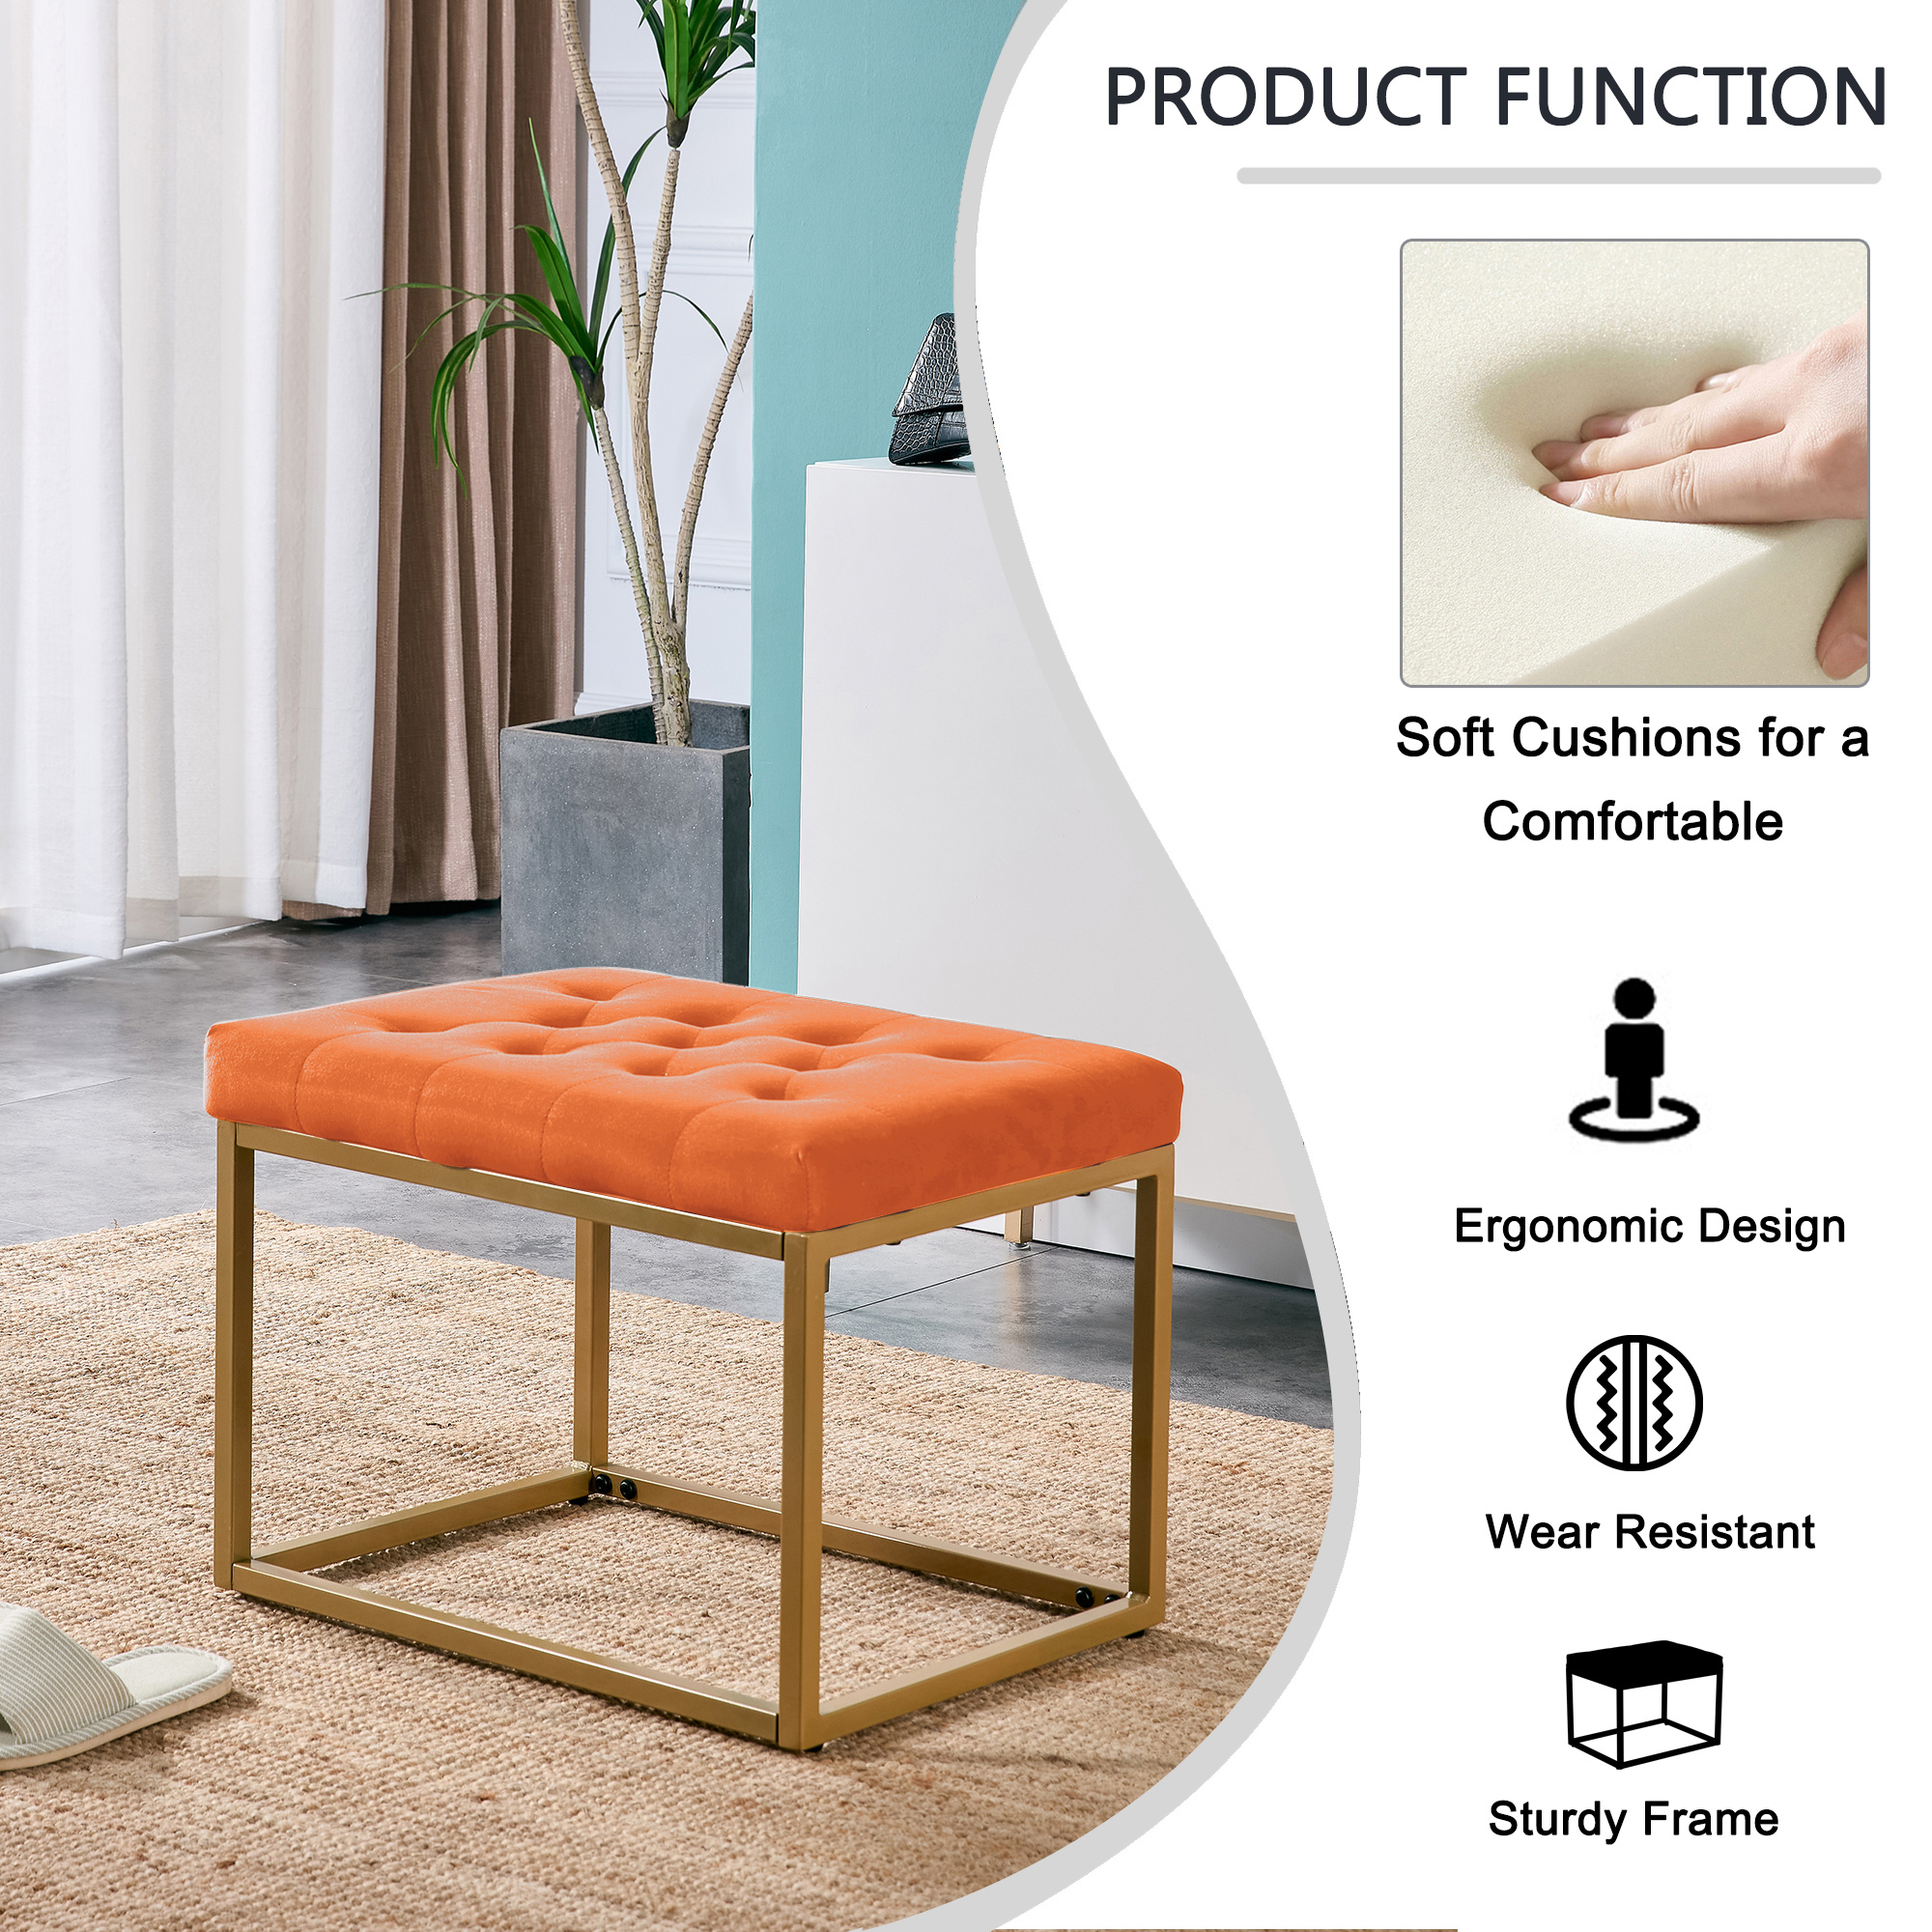 PRODUCT FUNCTION
Soft Cushions for a
Comfortable
Ergonomic Design
Wear Resistant
Sturdy Frame